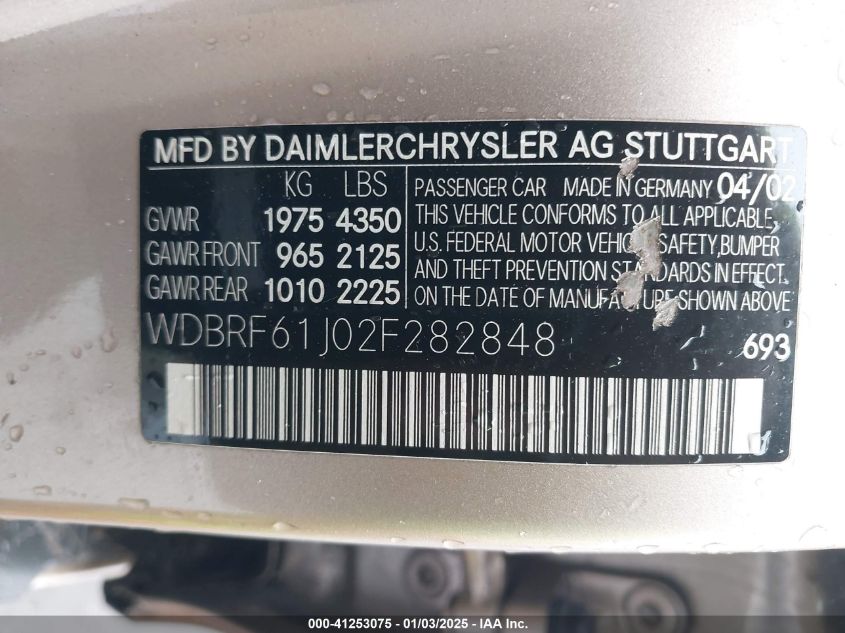 MFD BY DAIMLERCHRYSLER AG STUTTGART
KG LBS
GVWR 1975 4350
GAWR FRONT 965 2125
GAWR REAR 1010 2225
PASSENGER CAR MADE IN GERMANY 04/02
THIS VEHICLE CONFORMS TO ALL APPLICABLE
U.S. FEDERAL MOTOR VEHICLE SAFETY,BUMPER
AND THEFT PREVENTION STANDARDS IN EFFECT
ON THE DATE OF MANUFACTURE SHOWN ABOVE
WDBRF61J02F282848
693
000-41253075 | 01/03/2025 | IAA Inc.